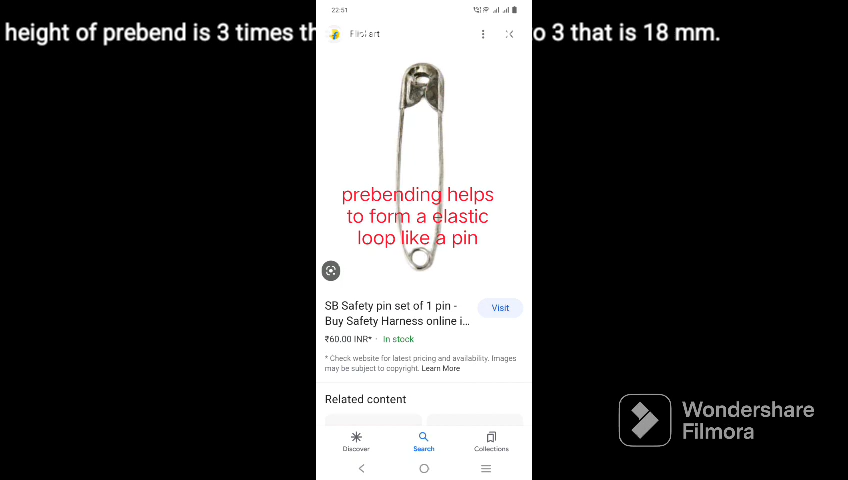 22:51
height of prebend is 3 times th
o 3 that is 18 mm.
prebending helps
to form a elastic
loop like a pin
SB Safety pin set of 1 pin -
Buy Safety Harness online i...
Visit
₹60.00 INR* · In stock
* Check website for latest pricing and availability. Images
may be subject to copyright. Learn More
Related content
Discover
Search
Collections
Wondershare
Filmora